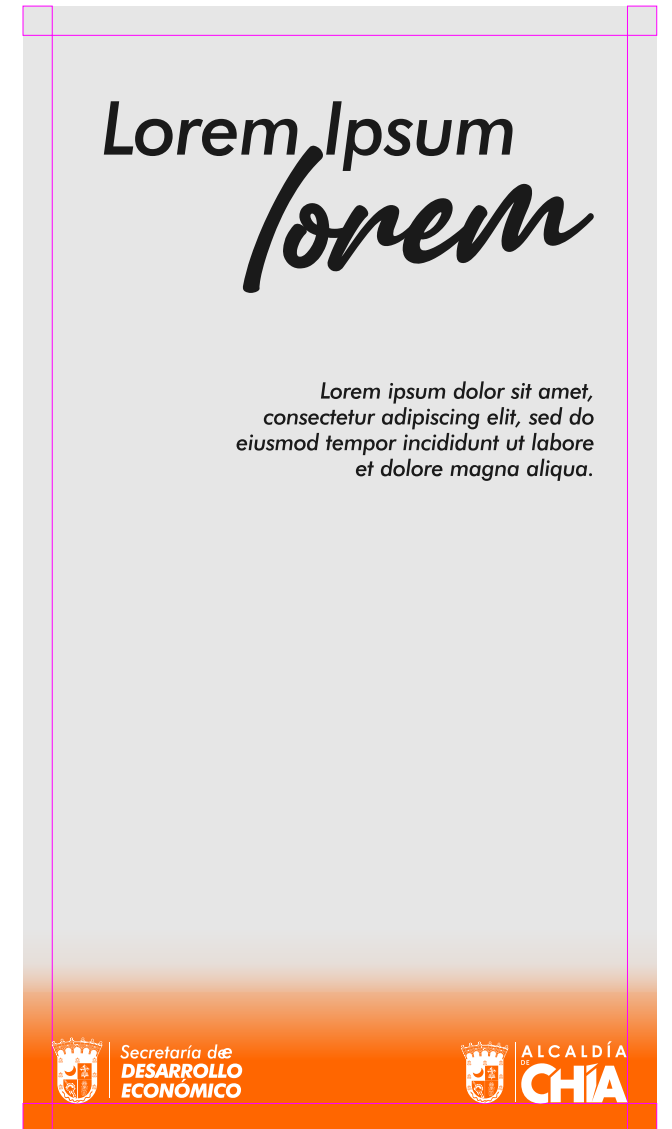 Lorem Ipsum
lorem
Lorem ipsum dolor sit amet,
consectetur adipiscing elit, sed do
eiusmod tempor incididunt ut labore
et dolore magna aliqua.
Secretaría dee
DESARROLLO
ECONÓMICO
ALCALDÍA
DE
CHÍA